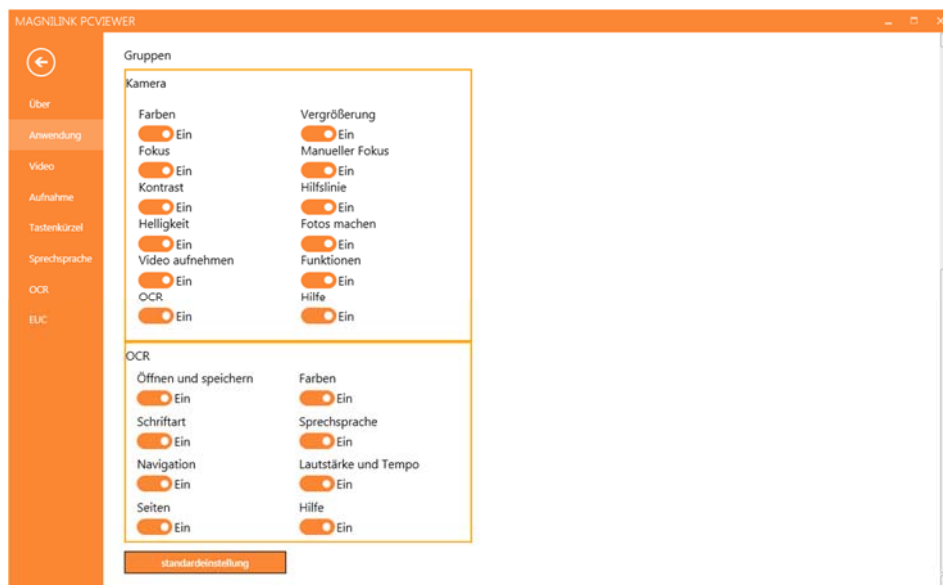 MAGNILINK PCVIEWER
Über
Anwendung
Video
Aufnahme
Tastenkürzel
Sprechsprache
OCR
EUC
Gruppen
Kamera
Farben Vergrößerung
Ein Ein
Fokus Manueller Fokus
Ein Ein
Kontrast Hilfslinie
Ein Ein
Helligkeit Fotos machen
Ein Ein
Video aufnehmen Funktionen
Ein Ein
OCR Hilfe
Ein Ein
OCR
Öffnen und speichern Farben
Ein Ein
Schriftart Sprechsprache
Ein Ein
Navigation Lautstärke und Tempo
Ein Ein
Seiten Hilfe
Ein Ein
standardeinstellung